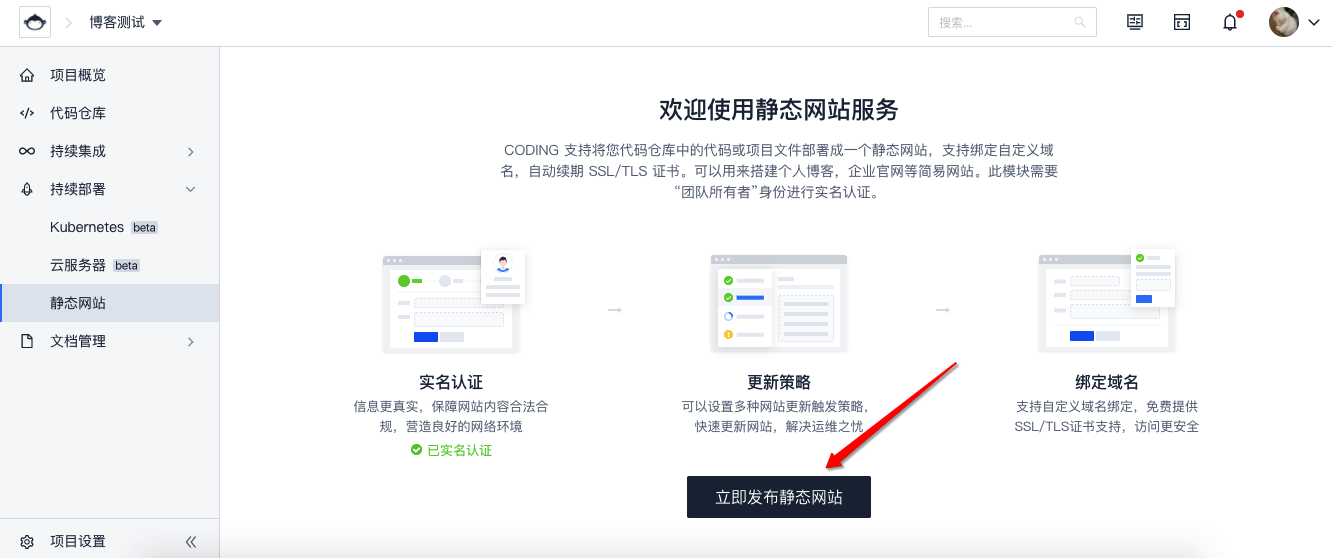 博客测试
搜索...
项目概览
代码仓库
持续集成
持续部署
Kubernetes beta
云服务器 beta
静态网站
文档管理
项目设置
欢迎使用静态网站服务
CODING 支持将您代码仓库中的代码或项目文件部署成一个静态网站，支持绑定自定义域
名，自动续期 SSL/TLS 证书。可以用来搭建个人博客，企业官网等简易网站。此模块需要
“团队所有者”身份进行实名认证。
实名认证
信息更真实，保障网站内容合法合
规，营造良好的网络环境
已实名认证
更新策略
可以设置多种网站更新触发策略，
快速更新网站，解决运维之忧
绑定域名
支持自定义域名绑定，免费提供
SSL/TLS证书支持，访问更安全
立即发布静态网站